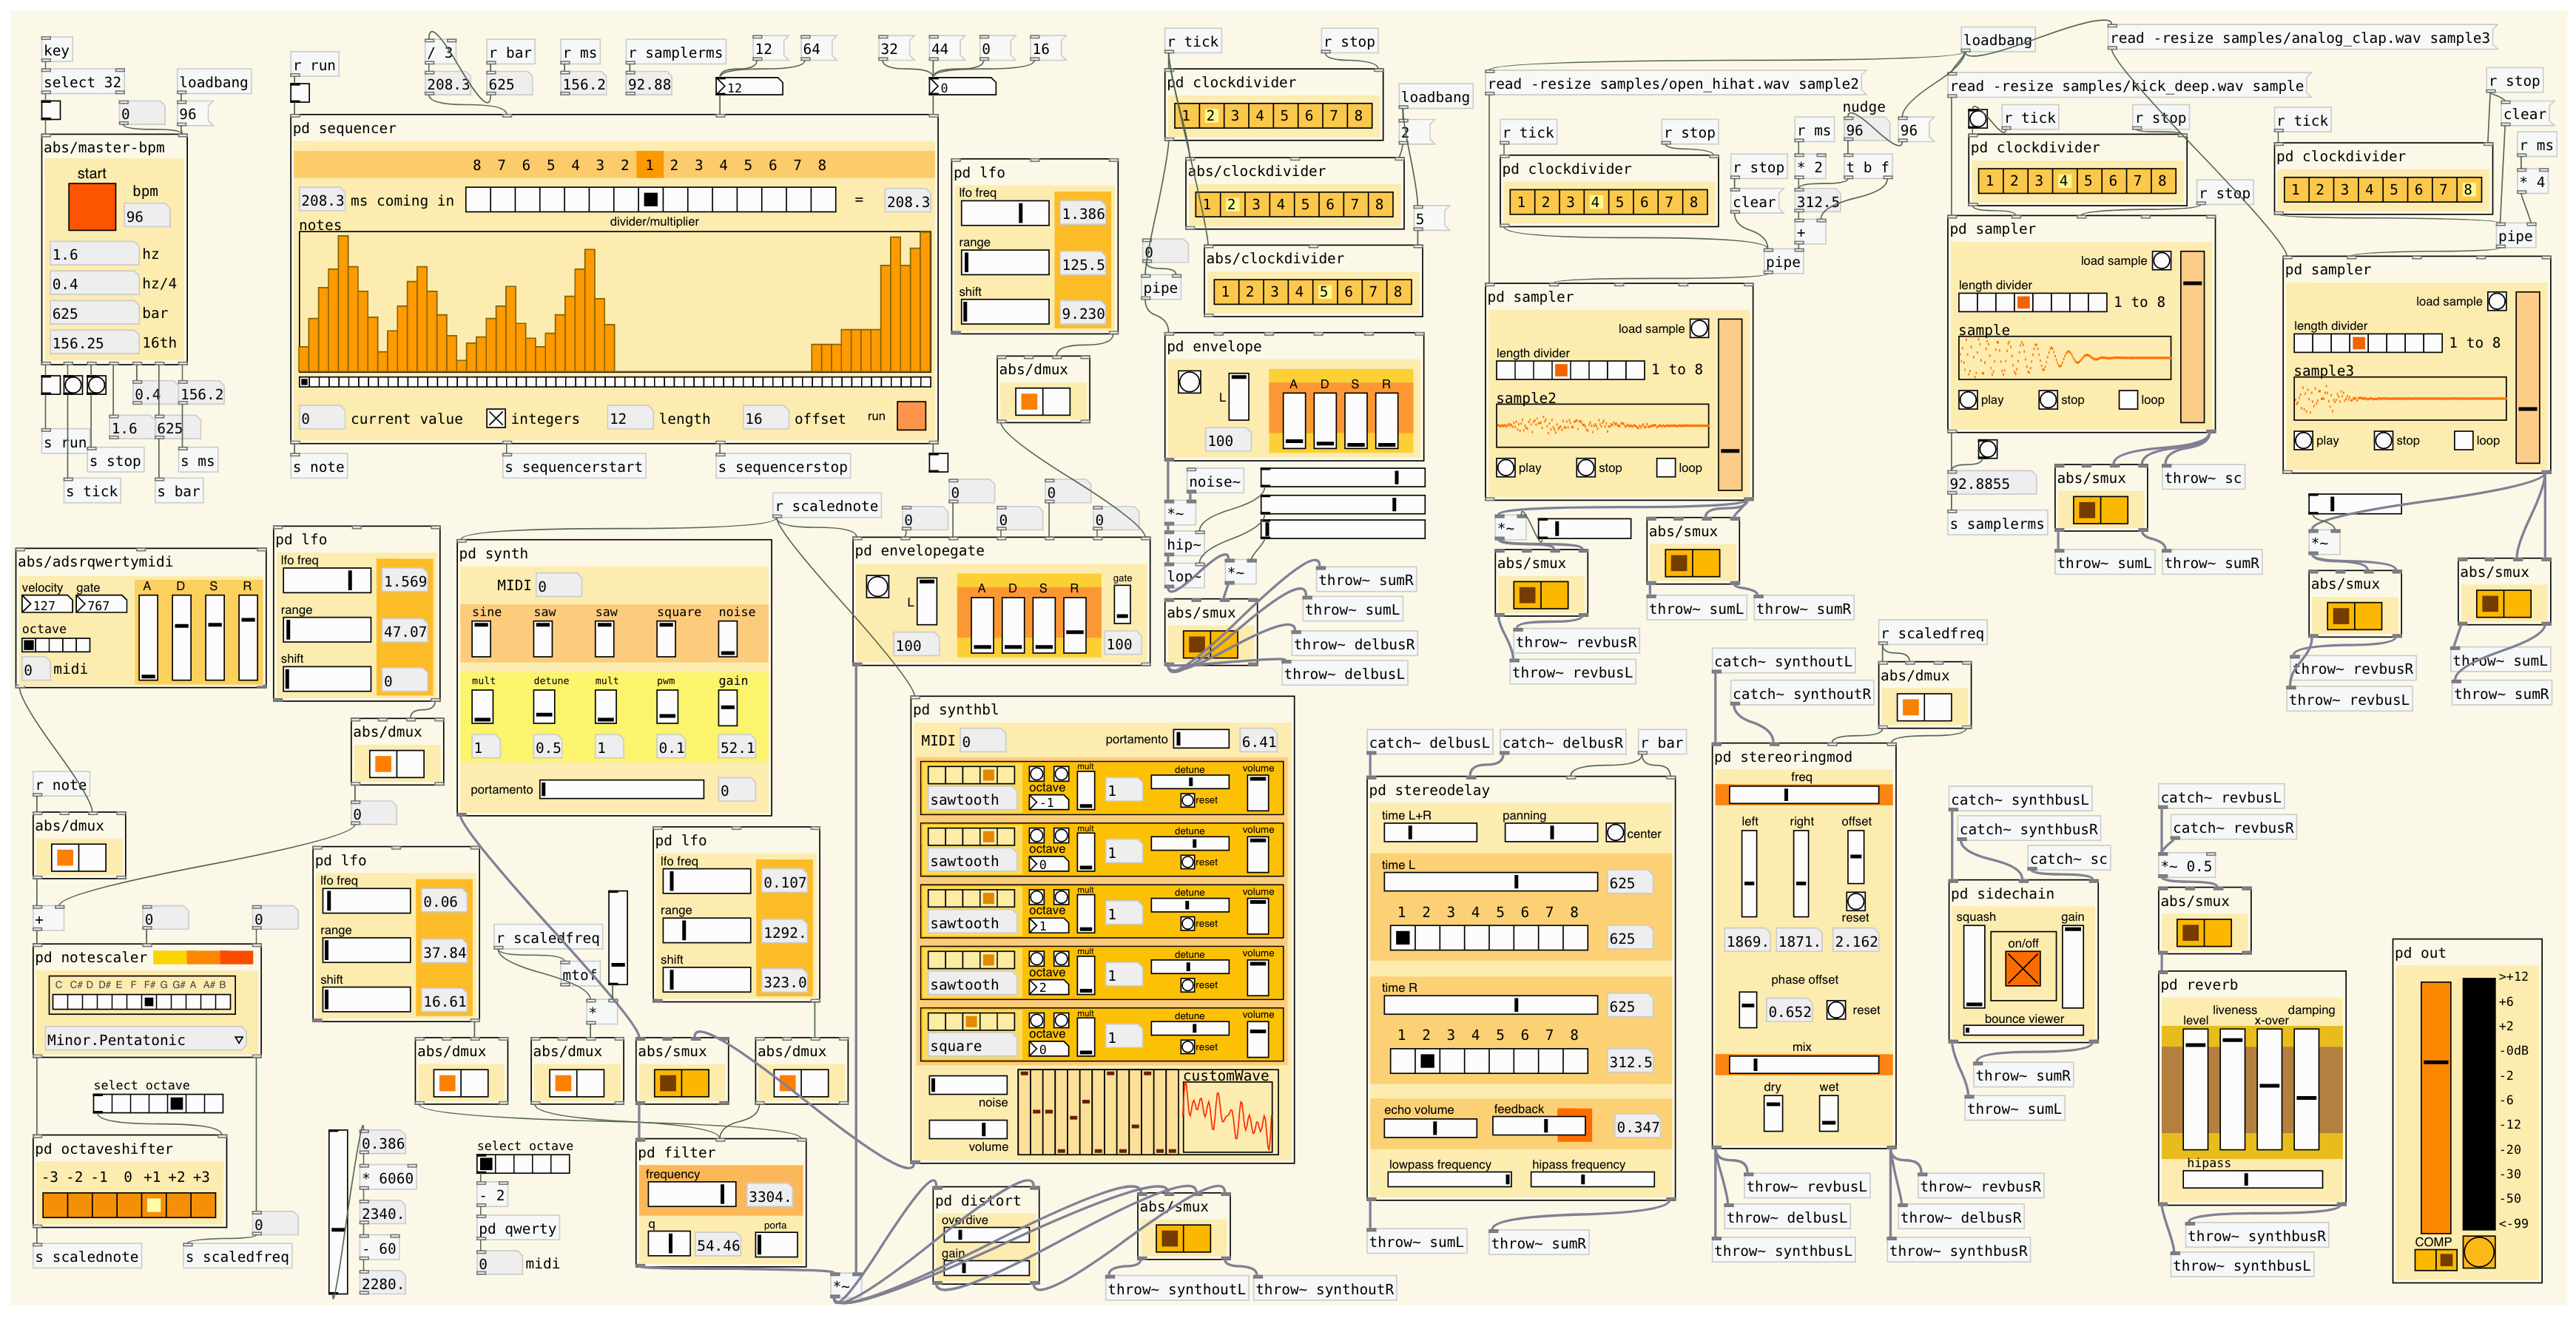 key
select 32
loadbang
0
96
abs/master-bpm
start
bpm
96
1.6 hz
0.4 hz/4
625 bar
156.25 16th
0.4 156.2
1.6 625
s run
s stop s ms
s tick s bar
r run
/ 3 r bar r ms r samplerms 12 64 32 44 0 16
208.3 625 156.2 92.88 12 0
pd sequencer
8 7 6 5 4 3 2 1 2 3 4 5 6 7 8
208.3 ms coming in = 208.3
divider/multiplier
notes
0 current value integers 12 length 16 offset run
s note s sequencerstart s sequencerstop
pd lfo
lfo freq
1.386
range
125.5
shift
9.230
abs/dmux
r tick r stop
pd clockdivider
1 2 3 4 5 6 7 8
loadbang
2
abs/clockdivider
1 2 3 4 5 6 7 8
5
0
abs/clockdivider
1 2 3 4 5 6 7 8
pipe
pd envelope
L
A D S R
100
noise~
*~
hip~
lop~
*~
abs/smux
throw~ sumR
throw~ sumL
throw~ delbusR
throw~ delbusL
loadbang
read -resize samples/analog_clap.wav sample3
read -resize samples/open_hihat.wav sample2
read -resize samples/kick_deep.wav sample
r tick r stop
pd clockdivider
1 2 3 4 5 6 7 8
r stop
clear
r ms
* 2
312.5
+
nudge
96 96
t b f
pipe
pd sampler
load sample
length divider
1 to 8
sample2
play stop loop
*~
abs/smux
abs/smux
throw~ sumL throw~ sumR
throw~ revbusR
throw~ revbusL
r tick r stop
pd clockdivider
1 2 3 4 5 6 7 8
r stop
pd sampler
load sample
length divider
1 to 8
sample
play stop loop
92.8855
s samplerms
abs/smux
throw~ sc
throw~ sumL throw~ sumR
r stop
clear
r tick
r ms
pd clockdivider
* 4
1 2 3 4 5 6 7 8
pipe
pd sampler
load sample
length divider
1 to 8
sample3
play stop loop
*~
abs/smux
abs/smux
throw~ revbusR
throw~ revbusL
throw~ sumL
throw~ sumR
abs/adsrqwertymidi
velocity gate
127 767
octave
0 midi
A D S R
pd lfo
lfo freq
1.569
range
47.07
shift
0
abs/dmux
0
r note
abs/dmux
+ 0 0
pd notescaler
C C# D D# E F F# G G# A A# B
Minor.Pentatonic
select octave
pd octaveshifter
-3 -2 -1 0 +1 +2 +3
0
s scalednote s scaledfreq
pd lfo
lfo freq
0.06
range
37.84
shift
16.61
abs/dmux
0.386
* 6060
2340.
- 60
2280.
select octave
- 2
pd qwerty
0 midi
r scalednote
pd synth
MIDI 0
sine saw saw square noise
mult detune mult pwm gain
1 0.5 1 0.1 52.1
portamento 0
r scaledfreq
mtof
*
abs/dmux
abs/smux
pd lfo
lfo freq
0.107
range
1292.
shift
323.0
abs/dmux
pd filter
frequency
3304.
q porta
54.46
*~
0 0
0 0 0
pd envelopegate
L
A D S R
gate
100 100
pd synthbl
MIDI 0 portamento 6.41
sawtooth octave -1 mult 1 detune reset volume
sawtooth octave 0 mult 1 detune reset volume
sawtooth octave 1 mult 1 detune reset volume
sawtooth octave 2 mult 1 detune reset volume
square octave 0 mult 1 detune reset volume
noise
volume
customWave
pd distort
overdrive
gain
abs/smux
throw~ synthoutL throw~ synthoutR
catch~ delbusL catch~ delbusR r bar
pd stereodelay
time L+R panning
center
time L
625
1 2 3 4 5 6 7 8
625
time R
625
1 2 3 4 5 6 7 8
312.5
echo volume feedback
0.347
lowpass frequency hipass frequency
throw~ sumL throw~ sumR
catch~ synthoutL
catch~ synthoutR
r scaledfreq
abs/dmux
pd stereoringmod
freq
left right offset
reset
1869. 1871. 2.162
phase offset
0.652 reset
mix
dry wet
throw~ revbusL throw~ revbusR
throw~ delbusL throw~ delbusR
throw~ synthbusL throw~ synthbusR
catch~ synthbusL
catch~ synthbusR
catch~ sc
pd sidechain
squash gain
on/off
bounce viewer
throw~ sumR
throw~ sumL
catch~ revbusL
catch~ revbusR
*~ 0.5
abs/smux
pd reverb
liveness damping
level x-over
hipass
throw~ synthbusR
throw~ synthbusL
pd out
>+12
+6
+2
-0dB
-2
-6
-12
-20
-30
-50
<-99
COMP